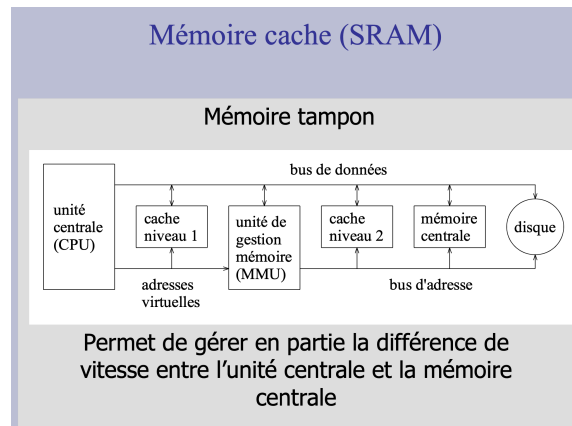 Mémoire cache (SRAM)
Mémoire tampon
bus de données
unité
centrale
(CPU)
cache
niveau 1
unité de
gestion
mémoire
(MMU)
cache
niveau 2
mémoire
centrale
disque
adresses
virtuelles
bus d'adresse
Permet de gérer en partie la différence de
vitesse entre l’unité centrale et la mémoire
centrale